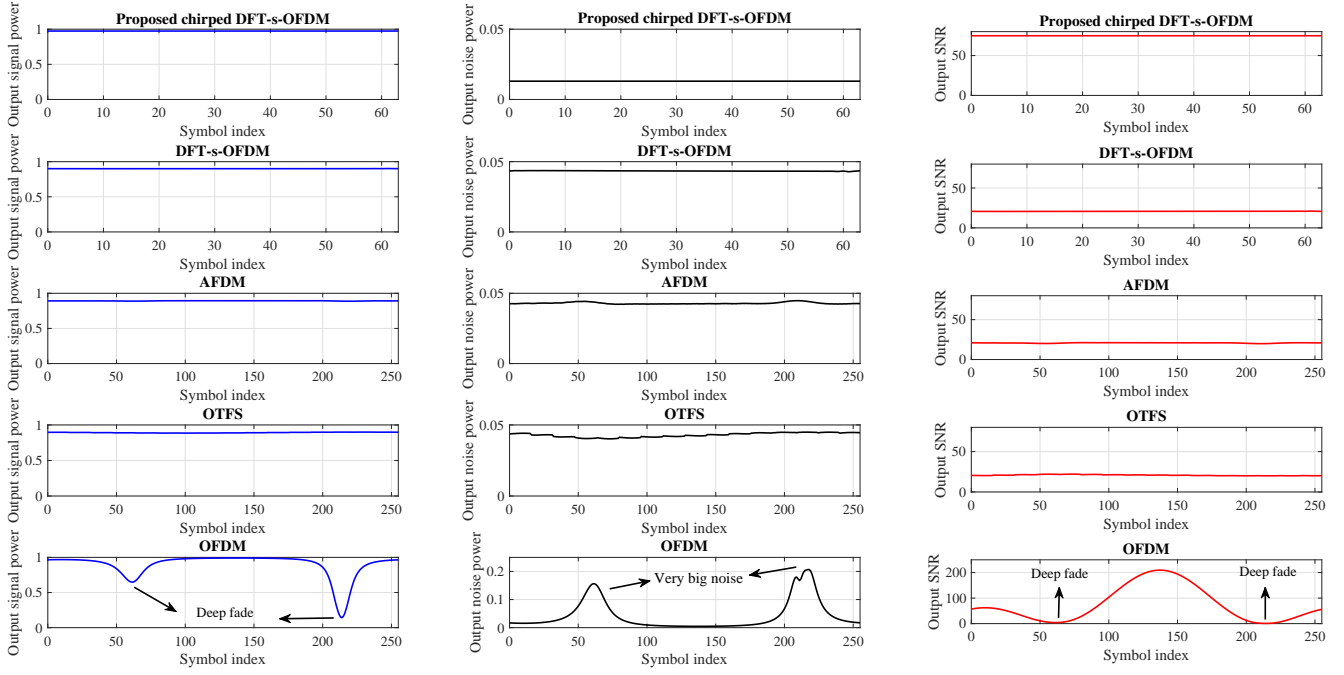 Proposed chirped DFT-s-OFDM
Output signal power
1
0.5
0
0 10 20 30 40 50 60
Symbol index
DFT-s-OFDM
Output signal power
1
0.5
0
0 10 20 30 40 50 60
Symbol index
AFDM
Output signal power
1
0.5
0
0 50 100 150 200 250
Symbol index
OTFS
Output signal power
1
0.5
0
0 50 100 150 200 250
Symbol index
OFDM
Output signal power
1
0.5
0
Deep fade
0 50 100 150 200 250
Symbol index
Proposed chirped DFT-s-OFDM
Output noise power
0.05
0
0 10 20 30 40 50 60
Symbol index
DFT-s-OFDM
Output noise power
0.05
0
0 10 20 30 40 50 60
Symbol index
AFDM
Output noise power
0.05
0
0 50 100 150 200 250
Symbol index
OTFS
Output noise power
0.05
0
0 50 100 150 200 250
Symbol index
OFDM
Output noise power
0.2
0.1
0
Very big noise
0 50 100 150 200 250
Symbol index
Proposed chirped DFT-s-OFDM
Output SNR
50
0
0 10 20 30 40 50 60
Symbol index
DFT-s-OFDM
Output SNR
50
0
0 10 20 30 40 50 60
Symbol index
AFDM
Output SNR
50
0
0 50 100 150 200 250
Symbol index
OTFS
Output SNR
50
0
0 50 100 150 200 250
Symbol index
OFDM
Output SNR
200
100
0
Deep fade
Deep fade
0 50 100 150 200 250
Symbol index